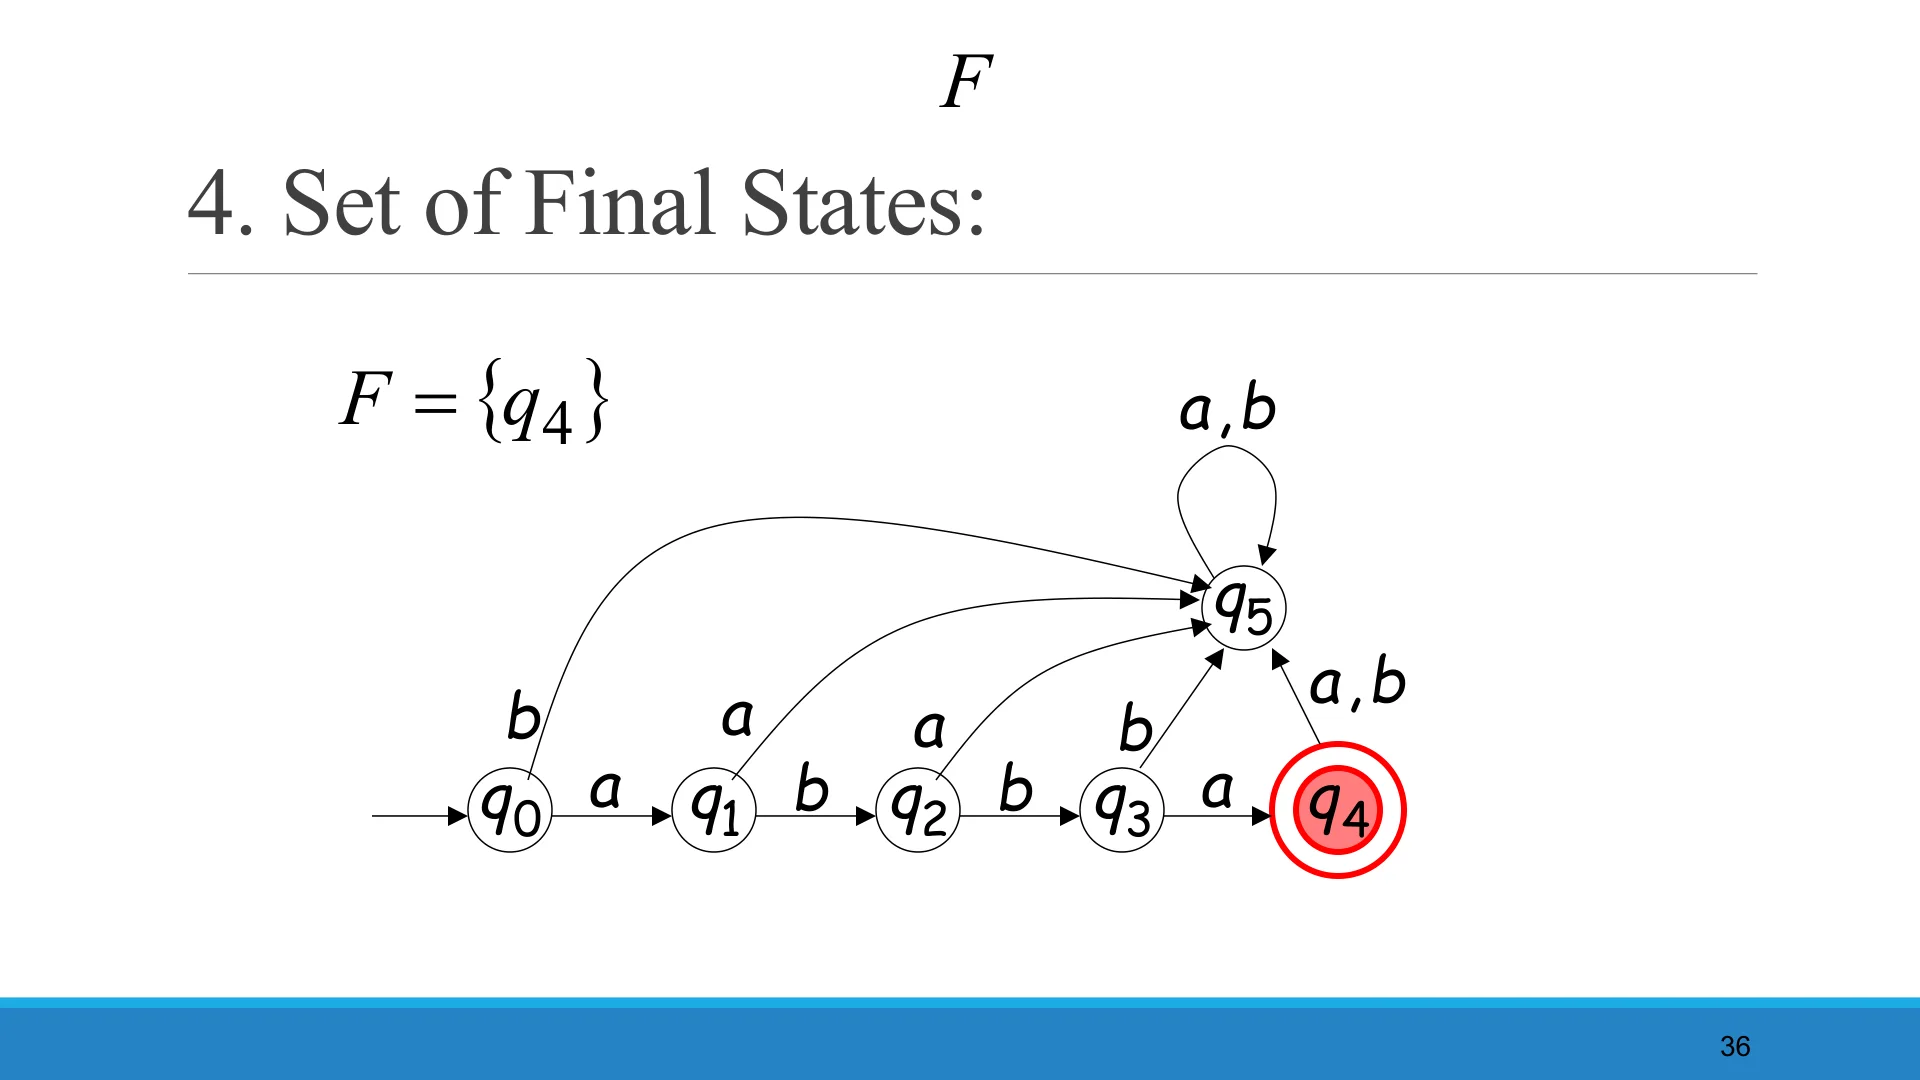 F
4. Set of Final States:
F = {q4}
a,b
q5
a,b
b a a b
q0 a q1 b q2 b q3 a q4
36